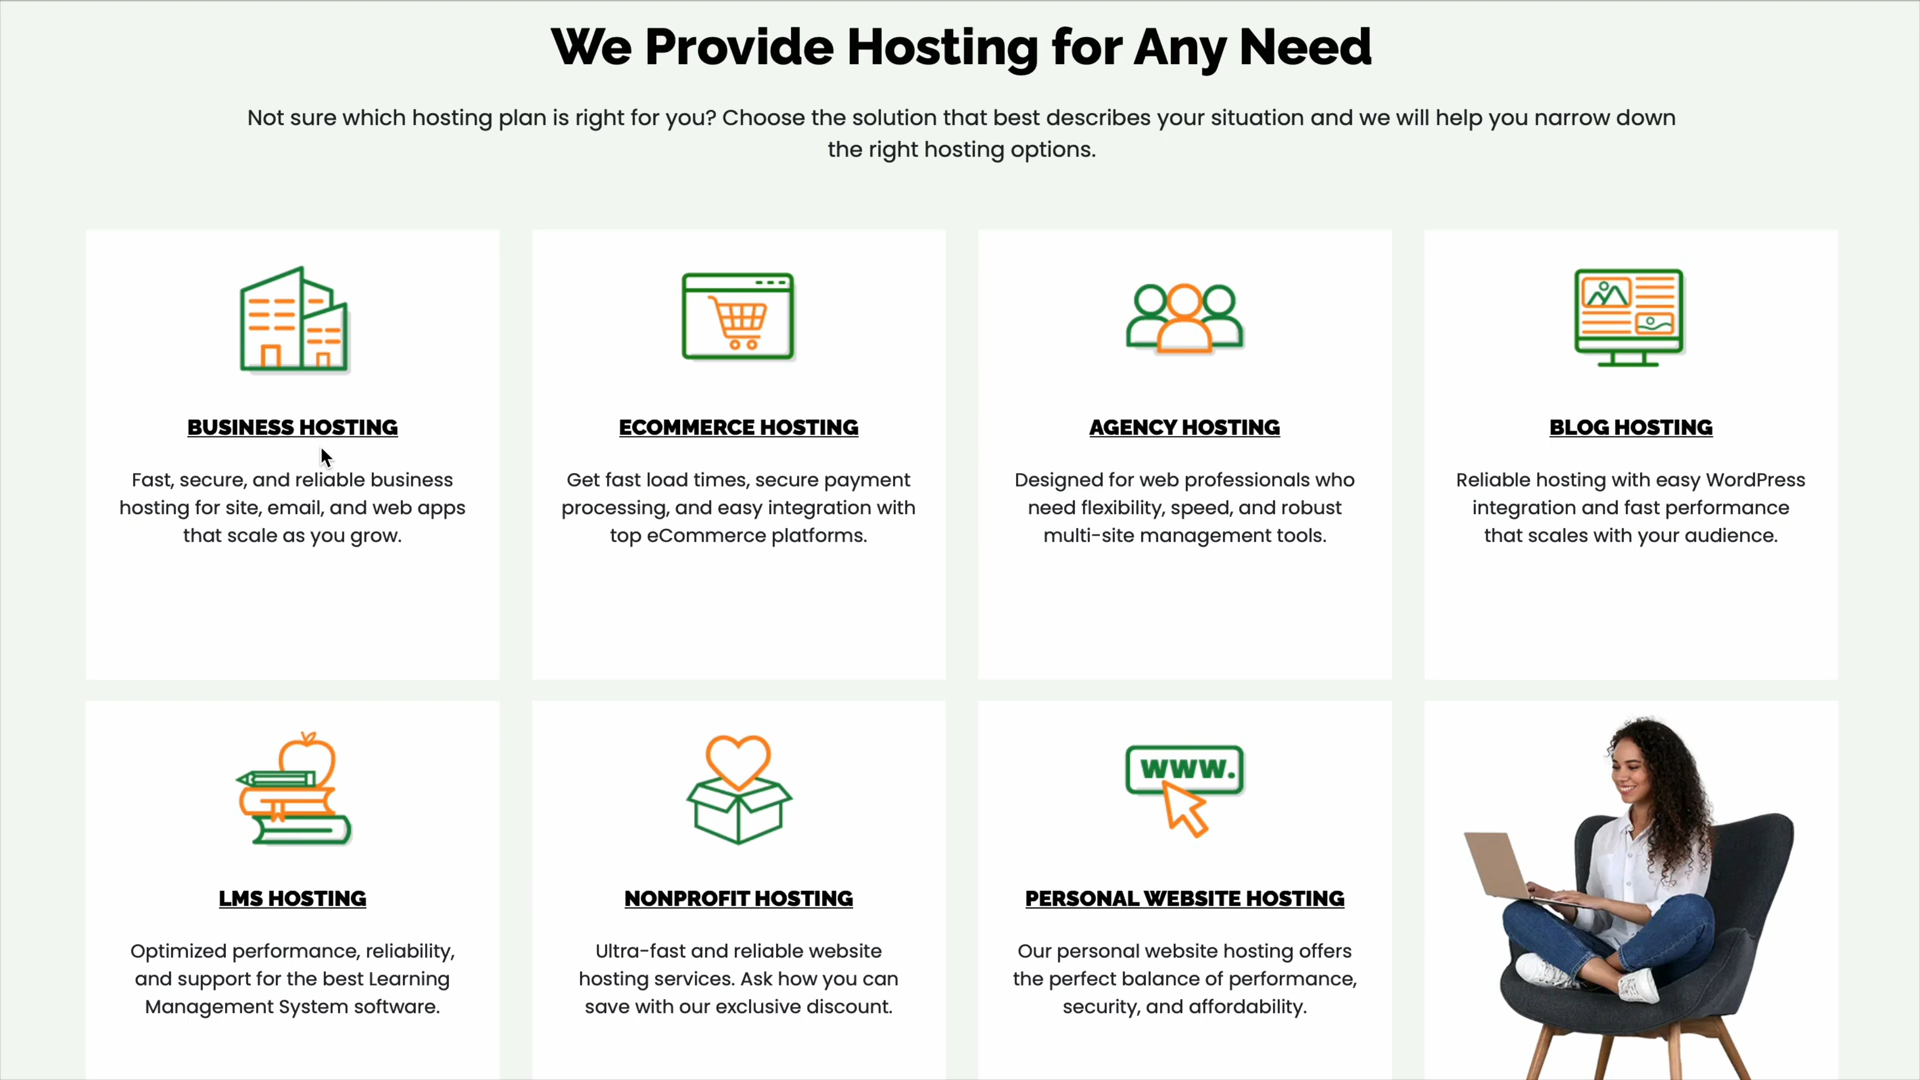 We Provide Hosting for Any Need
Not sure which hosting plan is right for you? Choose the solution that best describes your situation and we will help you narrow down
the right hosting options.
BUSINESS HOSTING
Fast, secure, and reliable business
hosting for site, email, and web apps
that scale as you grow.
ECOMMERCE HOSTING
Get fast load times, secure payment
processing, and easy integration with
top eCommerce platforms.
AGENCY HOSTING
Designed for web professionals who
need flexibility, speed, and robust
multi-site management tools.
BLOG HOSTING
Reliable hosting with easy WordPress
integration and fast performance
that scales with your audience.
LMS HOSTING
Optimized performance, reliability,
and support for the best Learning
Management System software.
NONPROFIT HOSTING
Ultra-fast and reliable website
hosting services. Ask how you can
save with our exclusive discount.
WWW.
PERSONAL WEBSITE HOSTING
Our personal website hosting offers
the perfect balance of performance,
security, and affordability.